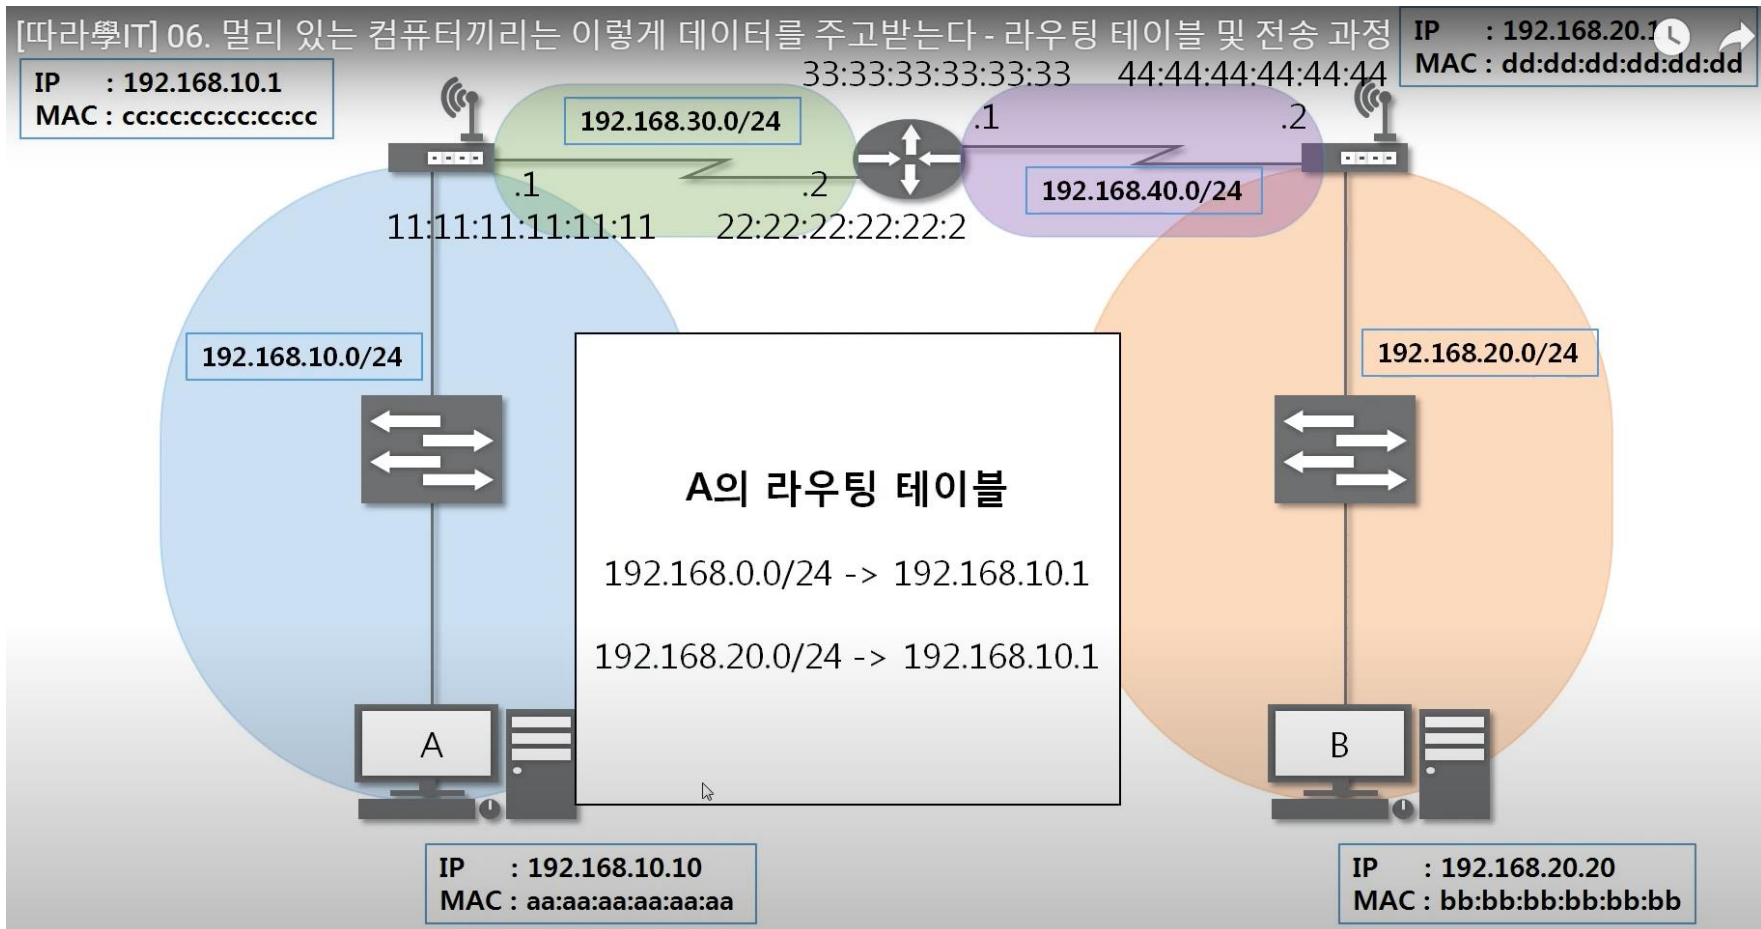 [따라學IT] 06. 멀리 있는 컴퓨터끼리는 이렇게 데이터를 주고받는다 - 라우팅 테이블 및 전송 과정
IP : 192.168.20.1
MAC : dd:dd:dd:dd:dd:dd
IP : 192.168.10.1
MAC : cc:cc:cc:cc:cc:cc
33:33:33:33:33:33
44:44:44:44:44:44
192.168.30.0/24
.1
.2
.1
.2
192.168.40.0/24
11:11:11:11:11:11
22:22:22:22:22:2
192.168.10.0/24
192.168.20.0/24
A의 라우팅 테이블
192.168.0.0/24 -> 192.168.10.1
192.168.20.0/24 -> 192.168.10.1
A
B
IP : 192.168.10.10
MAC : aa:aa:aa:aa:aa:aa
IP : 192.168.20.20
MAC : bb:bb:bb:bb:bb:bb